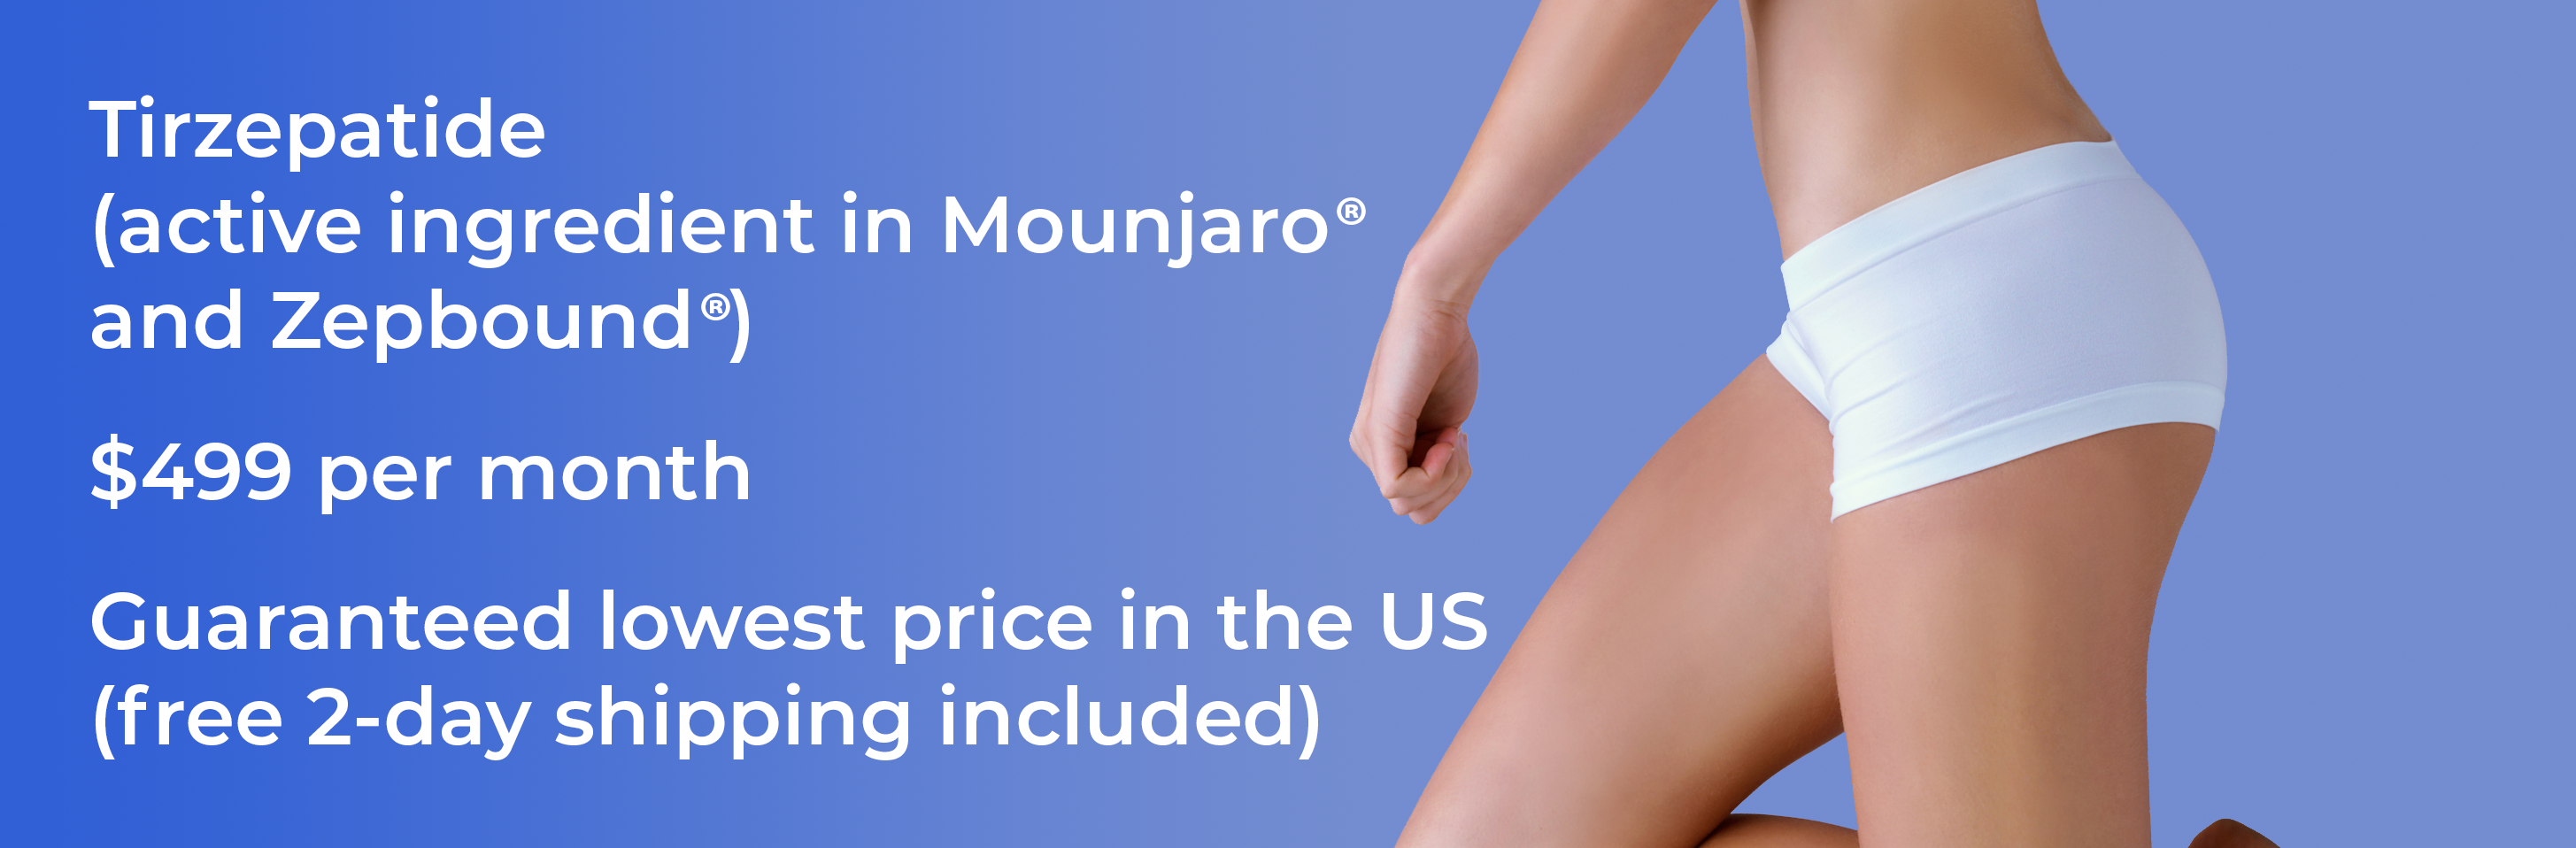 Tirzepatide
(active ingredient in Mounjaro®
and Zepbound®)
$499 per month
Guaranteed lowest price in the US
(free 2-day shipping included)